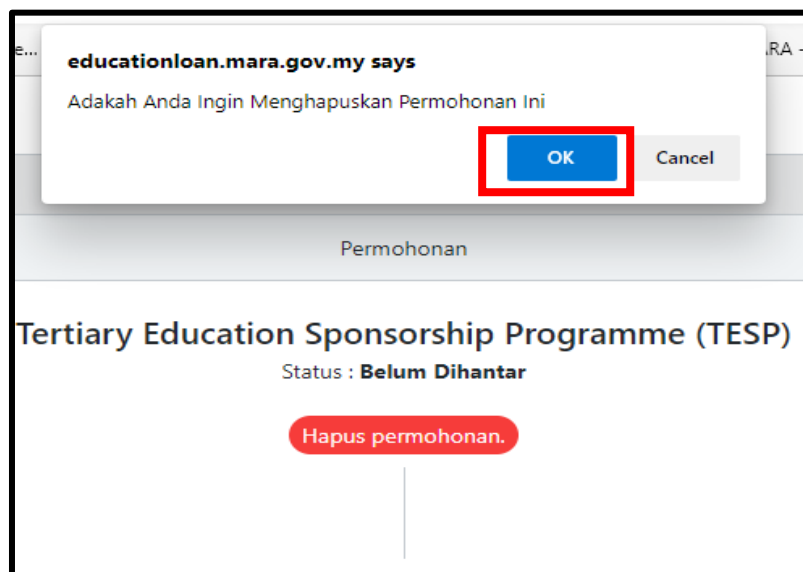 e...
RA -
educationloan.mara.gov.my says
Adakah Anda Ingin Menghapuskan Permohonan Ini
OK
Cancel
Permohonan
Tertiary Education Sponsorship Programme (TESP)
Status : Belum Dihantar
Hapus permohonan.